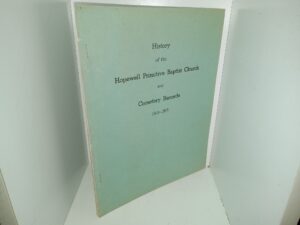 History
of the
Hopewell Primitive Baptist Church
and
Cemetery Records